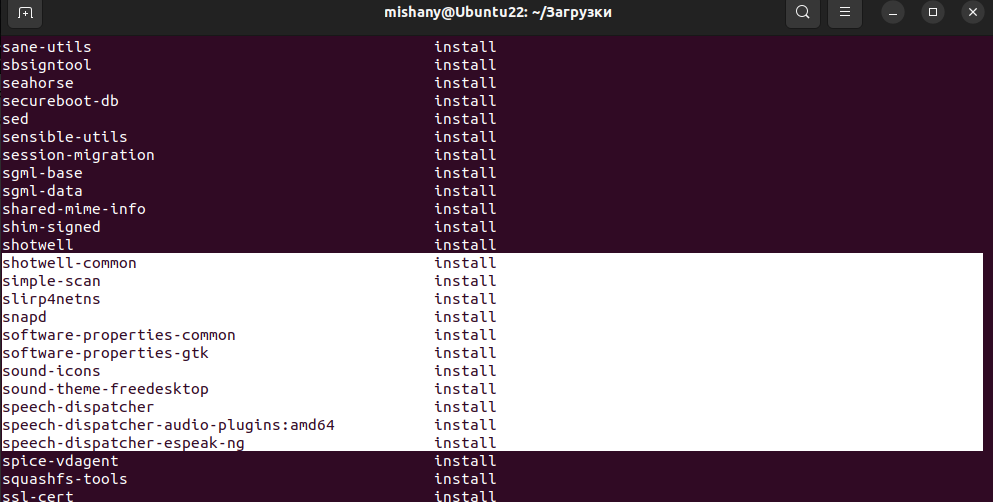 mishany@Ubuntu22: ~/Загрузки
sane-utils install
sbsigntool install
seahorse install
secureboot-db install
sed install
sensible-utils install
session-migration install
sgml-base install
sgml-data install
shared-mime-info install
shim-signed install
shotwell install
shotwell-common install
simple-scan install
slirp4netns install
snapd install
software-properties-common install
software-properties-gtk install
sound-icons install
sound-theme-freedesktop install
speech-dispatcher install
speech-dispatcher-audio-plugins:amd64 install
speech-dispatcher-espeak-ng install
spice-vdagent install
squashfs-tools install
ssl-cert install